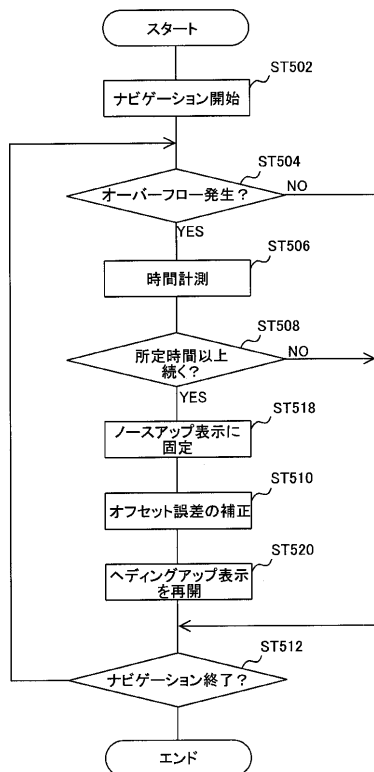 スタート
ST502
ナビゲーション開始
ST504
オーバーフロー発生？
NO
YES
ST506
時間計測
ST508
所定時間以上
続く？
NO
YES
ST518
ノースアップ表示に
固定
ST510
オフセット誤差の補正
ST520
ヘディングアップ表示
を再開
ST512
ナビゲーション終了？
エンド